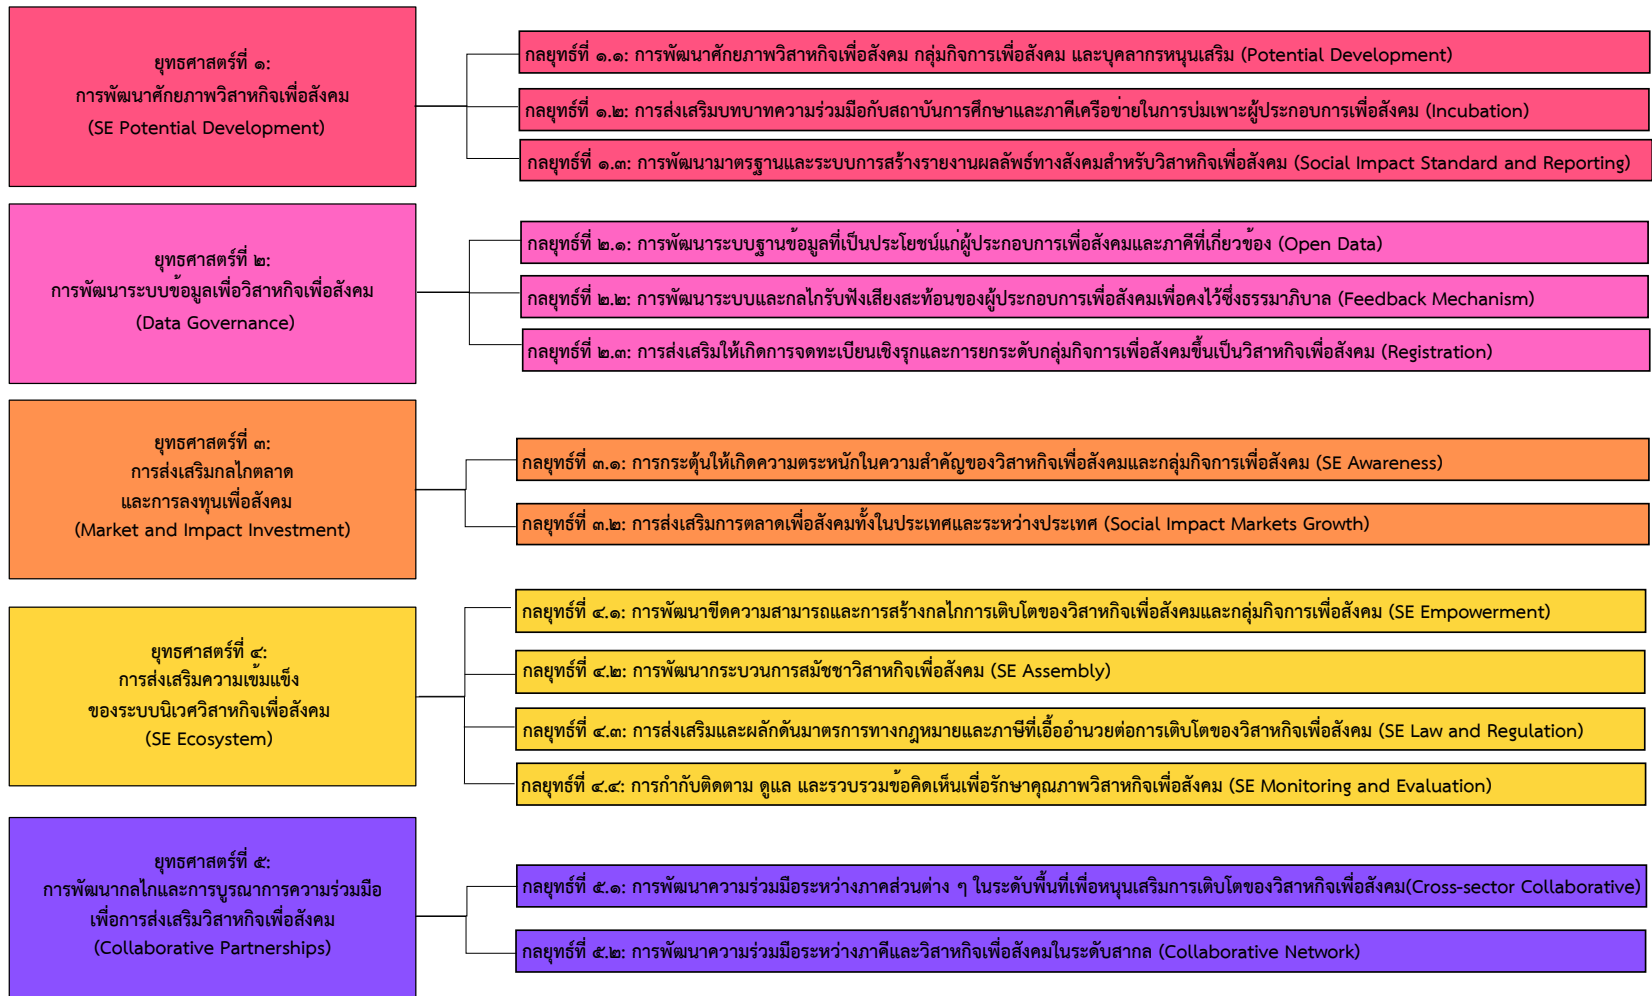 ยุทธศาสตร์ที่ ๑:
การพัฒนาศักยภาพวิสาหกิจเพื่อสังคม
(SE Potential Development)
กลยุทธ์ที่ ๑.๑: การพัฒนาศักยภาพวิสาหกิจเพื่อสังคม กลุ่มกิจการเพื่อสังคม และบุคลากรหนุนเสริม (Potential Development)
กลยุทธ์ที่ ๑.๒: การส่งเสริมบทบาทความร่วมมือกับสถาบันการศึกษาและภาคีเครือข่ายในการบ่มเพาะผู้ประกอบการเพื่อสังคม (Incubation)
กลยุทธ์ที่ ๑.๓: การพัฒนามาตรฐานและระบบการสร้างรายงานผลลัพธ์ทางสังคมสำหรับวิสาหกิจเพื่อสังคม (Social Impact Standard and Reporting)
ยุทธศาสตร์ที่ ๒:
การพัฒนาระบบข้อมูลเพื่อวิสาหกิจเพื่อสังคม
(Data Governance)
กลยุทธ์ที่ ๒.๑: การพัฒนาระบบฐานข้อมูลที่เป็นประโยชน์แก่ผู้ประกอบการเพื่อสังคมและภาคีที่เกี่ยวข้อง (Open Data)
กลยุทธ์ที่ ๒.๒: การพัฒนาระบบและกลไกรับฟังเสียงสะท้อนของผู้ประกอบการเพื่อสังคมเพื่อคงไว้ซึ่งธรรมาภิบาล (Feedback Mechanism)
กลยุทธ์ที่ ๒.๓: การส่งเสริมให้เกิดการจดทะเบียนเชิงรุกและการยกระดับกลุ่มกิจการเพื่อสังคมขึ้นเป็นวิสาหกิจเพื่อสังคม (Registration)
ยุทธศาสตร์ที่ ๓:
การส่งเสริมกลไกตลาด
และการลงทุนเพื่อสังคม
(Market and Impact Investment)
กลยุทธ์ที่ ๓.๑: การกระตุ้นให้เกิดความตระหนักในความสำคัญของวิสาหกิจเพื่อสังคมและกลุ่มกิจการเพื่อสังคม (SE Awareness)
กลยุทธ์ที่ ๓.๒: การส่งเสริมการตลาดเพื่อสังคมทั้งในประเทศและระหว่างประเทศ (Social Impact Markets Growth)
ยุทธศาสตร์ที่ ๔:
การส่งเสริมความเข้มแข็ง
ของระบบนิเวศวิสาหกิจเพื่อสังคม
(SE Ecosystem)
กลยุทธ์ที่ ๔.๑: การพัฒนาขีดความสามารถและการสร้างกลไกการเติบโตของวิสาหกิจเพื่อสังคมและกลุ่มกิจการเพื่อสังคม (SE Empowerment)
กลยุทธ์ที่ ๔.๒: การพัฒนากระบวนการสมัชชาวิสาหกิจเพื่อสังคม (SE Assembly)
กลยุทธ์ที่ ๔.๓: การส่งเสริมและผลักดันมาตรการทางกฎหมายและภาษีที่เอื้ออำนวยต่อการเติบโตของวิสาหกิจเพื่อสังคม (SE Law and Regulation)
กลยุทธ์ที่ ๔.๔: การกำกับติดตาม ดูแล และรวบรวมข้อคิดเห็นเพื่อรักษาคุณภาพวิสาหกิจเพื่อสังคม (SE Monitoring and Evaluation)
ยุทธศาสตร์ที่ ๕:
การพัฒนากลไกและการบูรณาการความร่วมมือ
เพื่อการส่งเสริมวิสาหกิจเพื่อสังคม
(Collaborative Partnerships)
กลยุทธ์ที่ ๕.๑: การพัฒนาความร่วมมือระหว่างภาคส่วนต่าง ๆ ในระดับพื้นที่เพื่อหนุนเสริมการเติบโตของวิสาหกิจเพื่อสังคม(Cross-sector Collaborative)
กลยุทธ์ที่ ๕.๒: การพัฒนาความร่วมมือระหว่างภาคีและวิสาหกิจเพื่อสังคมในระดับสากล (Collaborative Network)